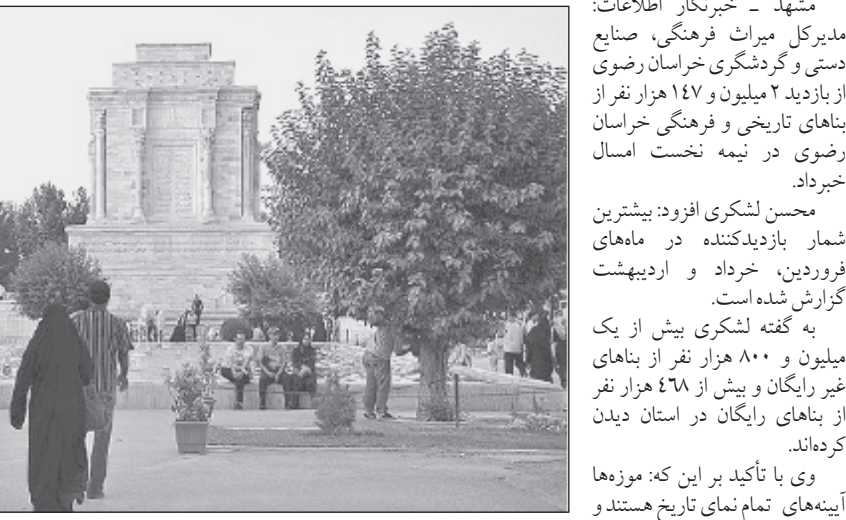 مشهد ـ خبرنگار اطلاعات:
مدیرکل میراث فرهنگی، صنایع
دستی و گردشگری خراسان رضوی
از بازدید ۲ میلیون و ۱٤۷ هزار نفر از
بناهای تاریخی و فرهنگی خراسان
رضوی در نیمه نخست امسال
خبرداد.
محسن لشکری افزود: بیشترین
شمار بازدیدکننده در ماه‌های
فروردین، خرداد و اردیبهشت
گزارش شده است.
به گفته لشکری بیش از یک
میلیون و ۸۰۰ هزار نفر از بناهای
غیر رایگان و بیش از ٤٦۸ هزار نفر
از بناهای رایگان در استان دیدن
کرده‌اند.
وی با تأکید بر این که: موزه‌ها
آیینه‌های تمام نمای تاریخ هستند و